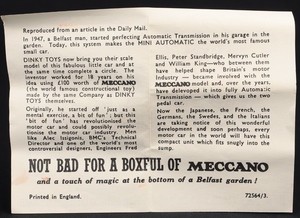 Reproduced from an article in the Daily Mail.
In 1947, a Belfast man, started perfecting Automatic Transmission in his garage in the
garden. Today, this system makes the MINI AUTOMATIC the world's most famous
small car.
DINKY TOYS now bring you their scale
model of this fabulous little car and at
the same time complete a circle. The
inventor worked for 18 years on his
idea using £100 worth of MECCANO
(the world famous constructional toy)
made by the same Company as DINKY
TOYS themselves.
Originally, he started off 'just as a
mental exercise, a bit of fun'; but this
bit of fun' has revolutionised the
motor car and could possibly revolu-
tionise the motor car industry. Men
like Alec Issigonis, BMC's Technical
Director and one of the world's most
controversial designers, Engineers Fred
Ellis, Peter Standbridge, Mervyn Cutler
and William King—who between them
have helped shape Britain's motor
Industry — became involved with the
MECCANO model and, over the years,
have developed it into fully Automatic
Transmission — which gives us the two
pedal car.
Now the Japanese, the French, the
Germans, the Swedes, and the Italians
are taking notice of this wonderful
development and soon perhaps, every
motor car in the world will have this
compact unit which fits snugly into the
sump.
NOT BAD FOR A BOXFUL OF MECCANO
and a touch of magic at the bottom of a Belfast garden!
Printed in England.
72564/3.